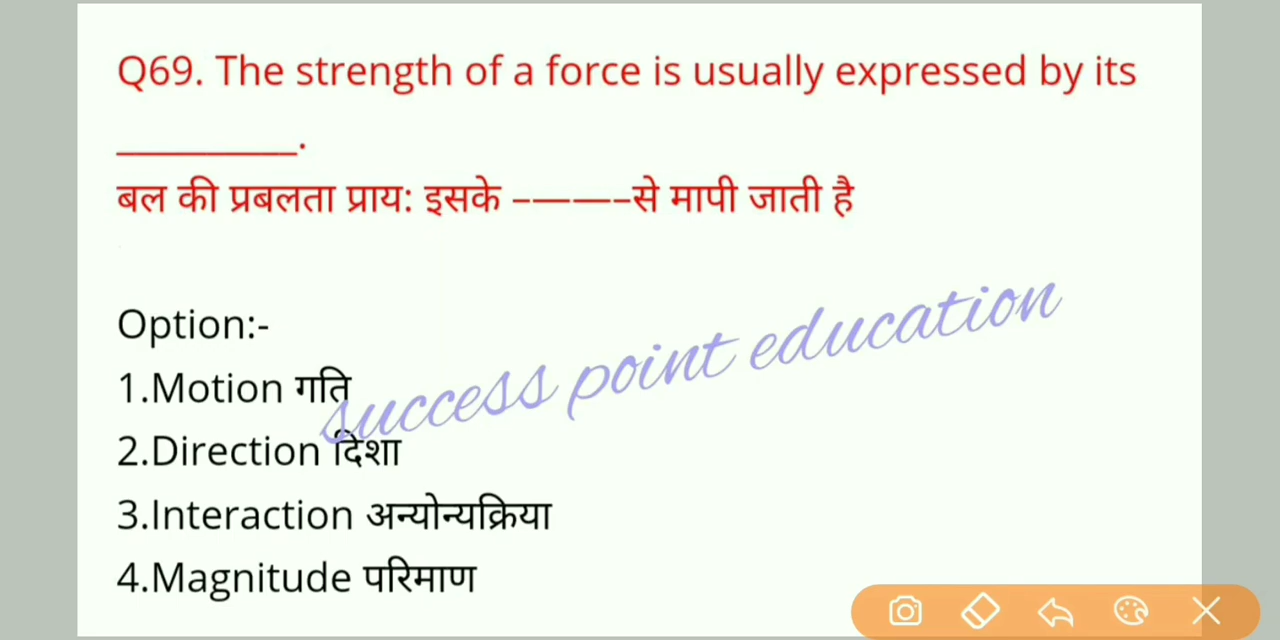 Q69. The strength of a force is usually expressed by its
_________.
बल की प्रबलता प्राय: इसके –———–से मापी जाती है
Option:-
1.Motion गति
success point education
2.Direction दिशा
3.Interaction अन्योन्यक्रिया
4.Magnitude परिमाण